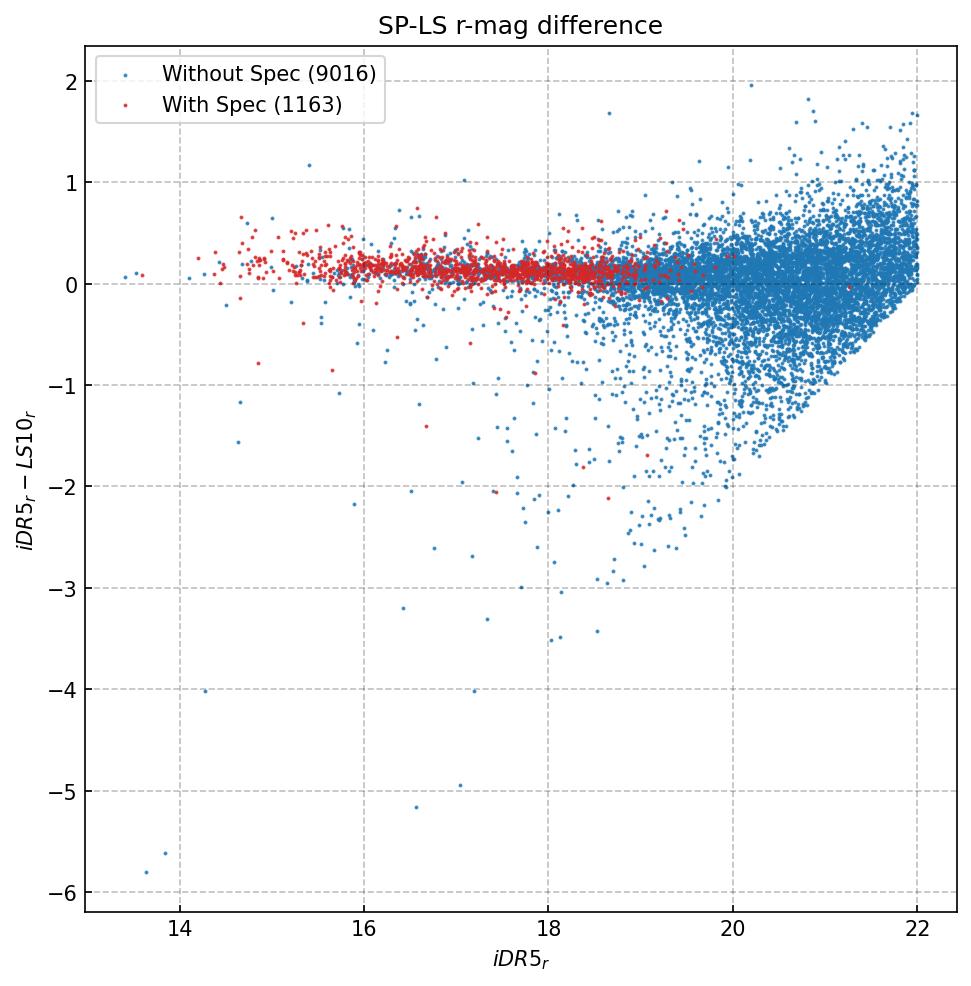 SP-LS r-mag difference
Without Spec (9016)
With Spec (1163)
2
1
0
−1
−2
−3
−4
−5
−6
iDR5r − LS10r
14 16 18 20 22
iDR5r